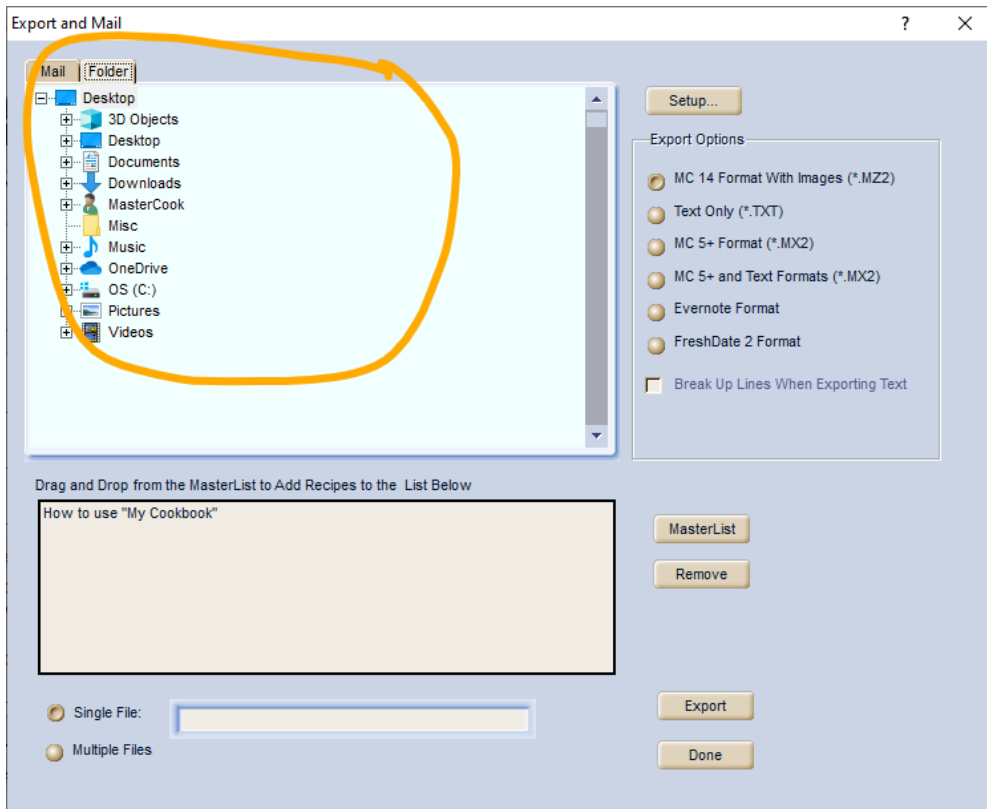 Export and Mail ?
Mail Folder
Desktop
3D Objects
Desktop
Documents
Downloads
MasterCook
Misc
Music
OneDrive
OS (C:)
Pictures
Videos
Setup...
Export Options
MC 14 Format With Images (*.MZ2)
Text Only (*.TXT)
MC 5+ Format (*.MX2)
MC 5+ and Text Formats (*.MX2)
Evernote Format
FreshDate 2 Format
Break Up Lines When Exporting Text
Drag and Drop from the MasterList to Add Recipes to the List Below
How to use "My Cookbook"
MasterList
Remove
Single File:
Multiple Files
Export
Done